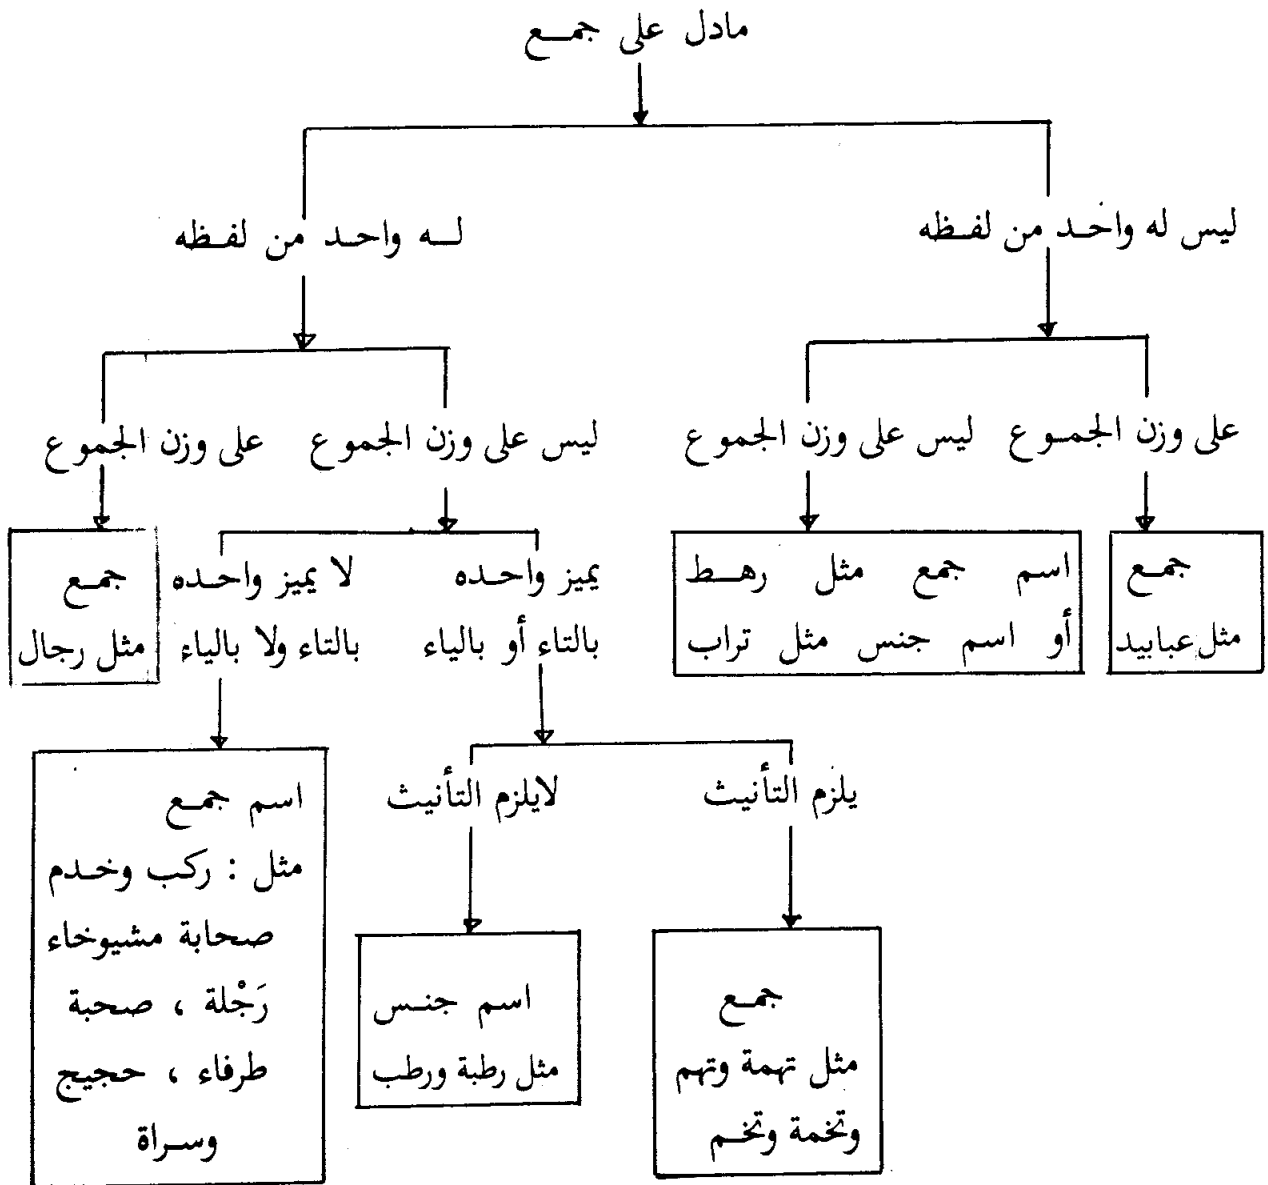 مادل على جمع
ليس له واحد من لفظه
له واحد من لفظه
على وزن الجموع
ليس على وزن الجموع
ليس على وزن الجموع
على وزن الجموع
جمع
مثل عبابيد
اسم جمع مثل رهط
أو اسم جنس مثل تراب
يميز واحده
بالتاء أو بالياء
لا يميز واحده
بالتاء ولا بالياء
جمع
مثل رجال
يلزم التأنيث
لايلزم التأنيث
جمع
مثل تهمة وتهم
وتخمة وتخم
اسم جنس
مثل رطبة ورطب
اسم جمع
مثل : ركب وخدم
صحابة مشيوخاء
رَجْلة ، صحبة
طرفاء ، حجيج
وسراة